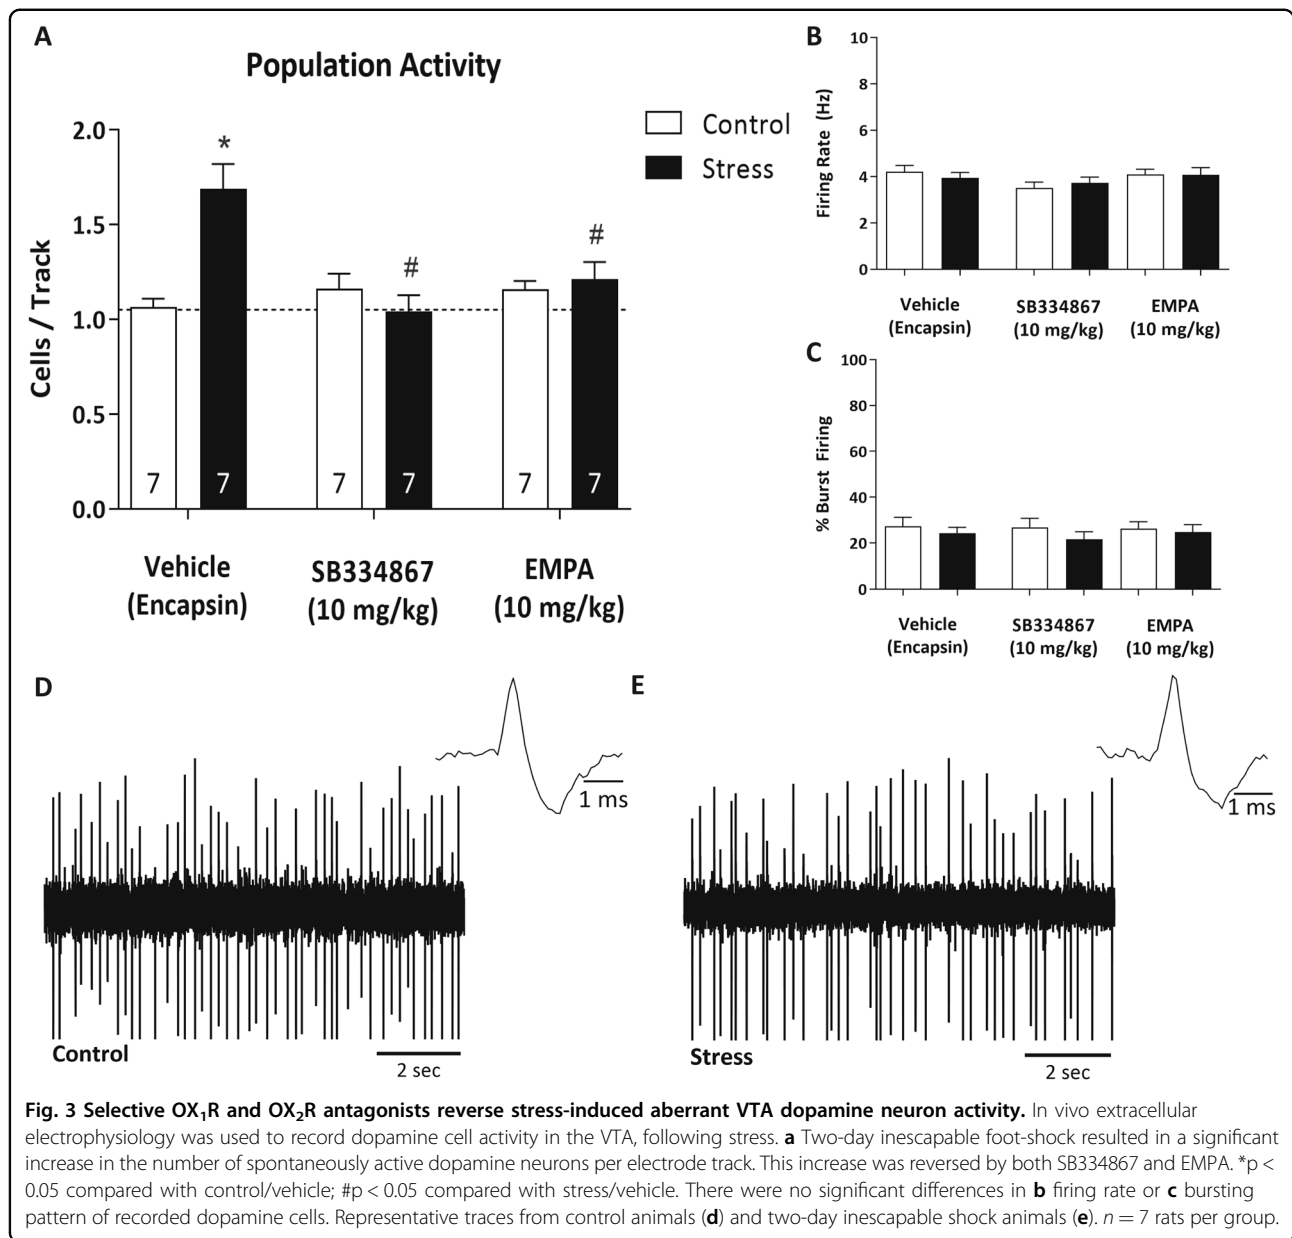 A
Population Activity
Control
Stress
Cells / Track
2.0
1.5
1.0
0.5
0.0
*
#
#
7
7
7
7
7
7
Vehicle
(Encapsin)
SB334867
(10 mg/kg)
EMPA
(10 mg/kg)
B
Firing Rate (Hz)
10
8
6
4
2
0
Vehicle
(Encapsin)
SB334867
(10 mg/kg)
EMPA
(10 mg/kg)
C
% Burst Firing
100
80
60
40
20
0
Vehicle
(Encapsin)
SB334867
(10 mg/kg)
EMPA
(10 mg/kg)
D
1 ms
Control
2 sec
E
1 ms
Stress
2 sec
Fig. 3 Selective OX₁R and OX₂R antagonists reverse stress-induced aberrant VTA dopamine neuron activity. In vivo extracellular
electrophysiology was used to record dopamine cell activity in the VTA, following stress. a Two-day inescapable foot-shock resulted in a significant
increase in the number of spontaneously active dopamine neurons per electrode track. This increase was reversed by both SB334867 and EMPA. *p <
0.05 compared with control/vehicle; #p < 0.05 compared with stress/vehicle. There were no significant differences in b firing rate or c bursting
pattern of recorded dopamine cells. Representative traces from control animals (d) and two-day inescapable shock animals (e). n = 7 rats per group.